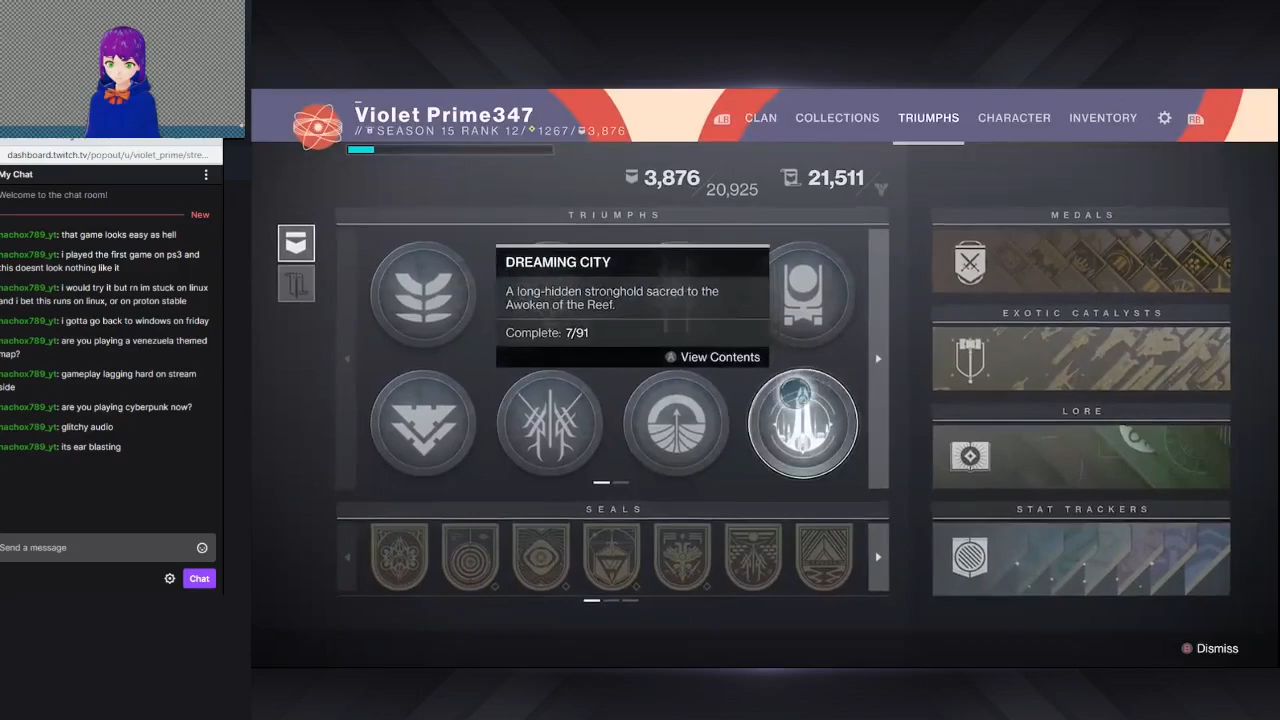 dashboard.twitch.tv/popout/u/violet_prime/stre...
My Chat
Welcome to the chat room!
New
nachox789_yt: that game looks easy as hell
nachox789_yt: i played the first game on ps3 and
this doesnt look nothing like it
nachox789_yt: i would try it but rn im stuck on linux
and i bet this runs on linux, or on proton stable
nachox789_yt: i gotta go back to windows on friday
nachox789_yt: are you playing a venezuela themed
map?
nachox789_yt: gameplay lagging hard on stream
side
nachox789_yt: are you playing cyberpunk now?
nachox789_yt: glitchy audio
nachox789_yt: its ear blasting
Send a message
Chat
Violet Prime347
// SEASON 15 RANK 12/ 1267/ 3,876
LB CLAN COLLECTIONS TRIUMPHS CHARACTER INVENTORY RB
3,876 / 20,925 21,511
TRIUMPHS
DREAMING CITY
A long-hidden stronghold sacred to the
Awoken of the Reef.
Complete: 7/91
A View Contents
SEALS
MEDALS
EXOTIC CATALYSTS
LORE
STAT TRACKERS
B Dismiss